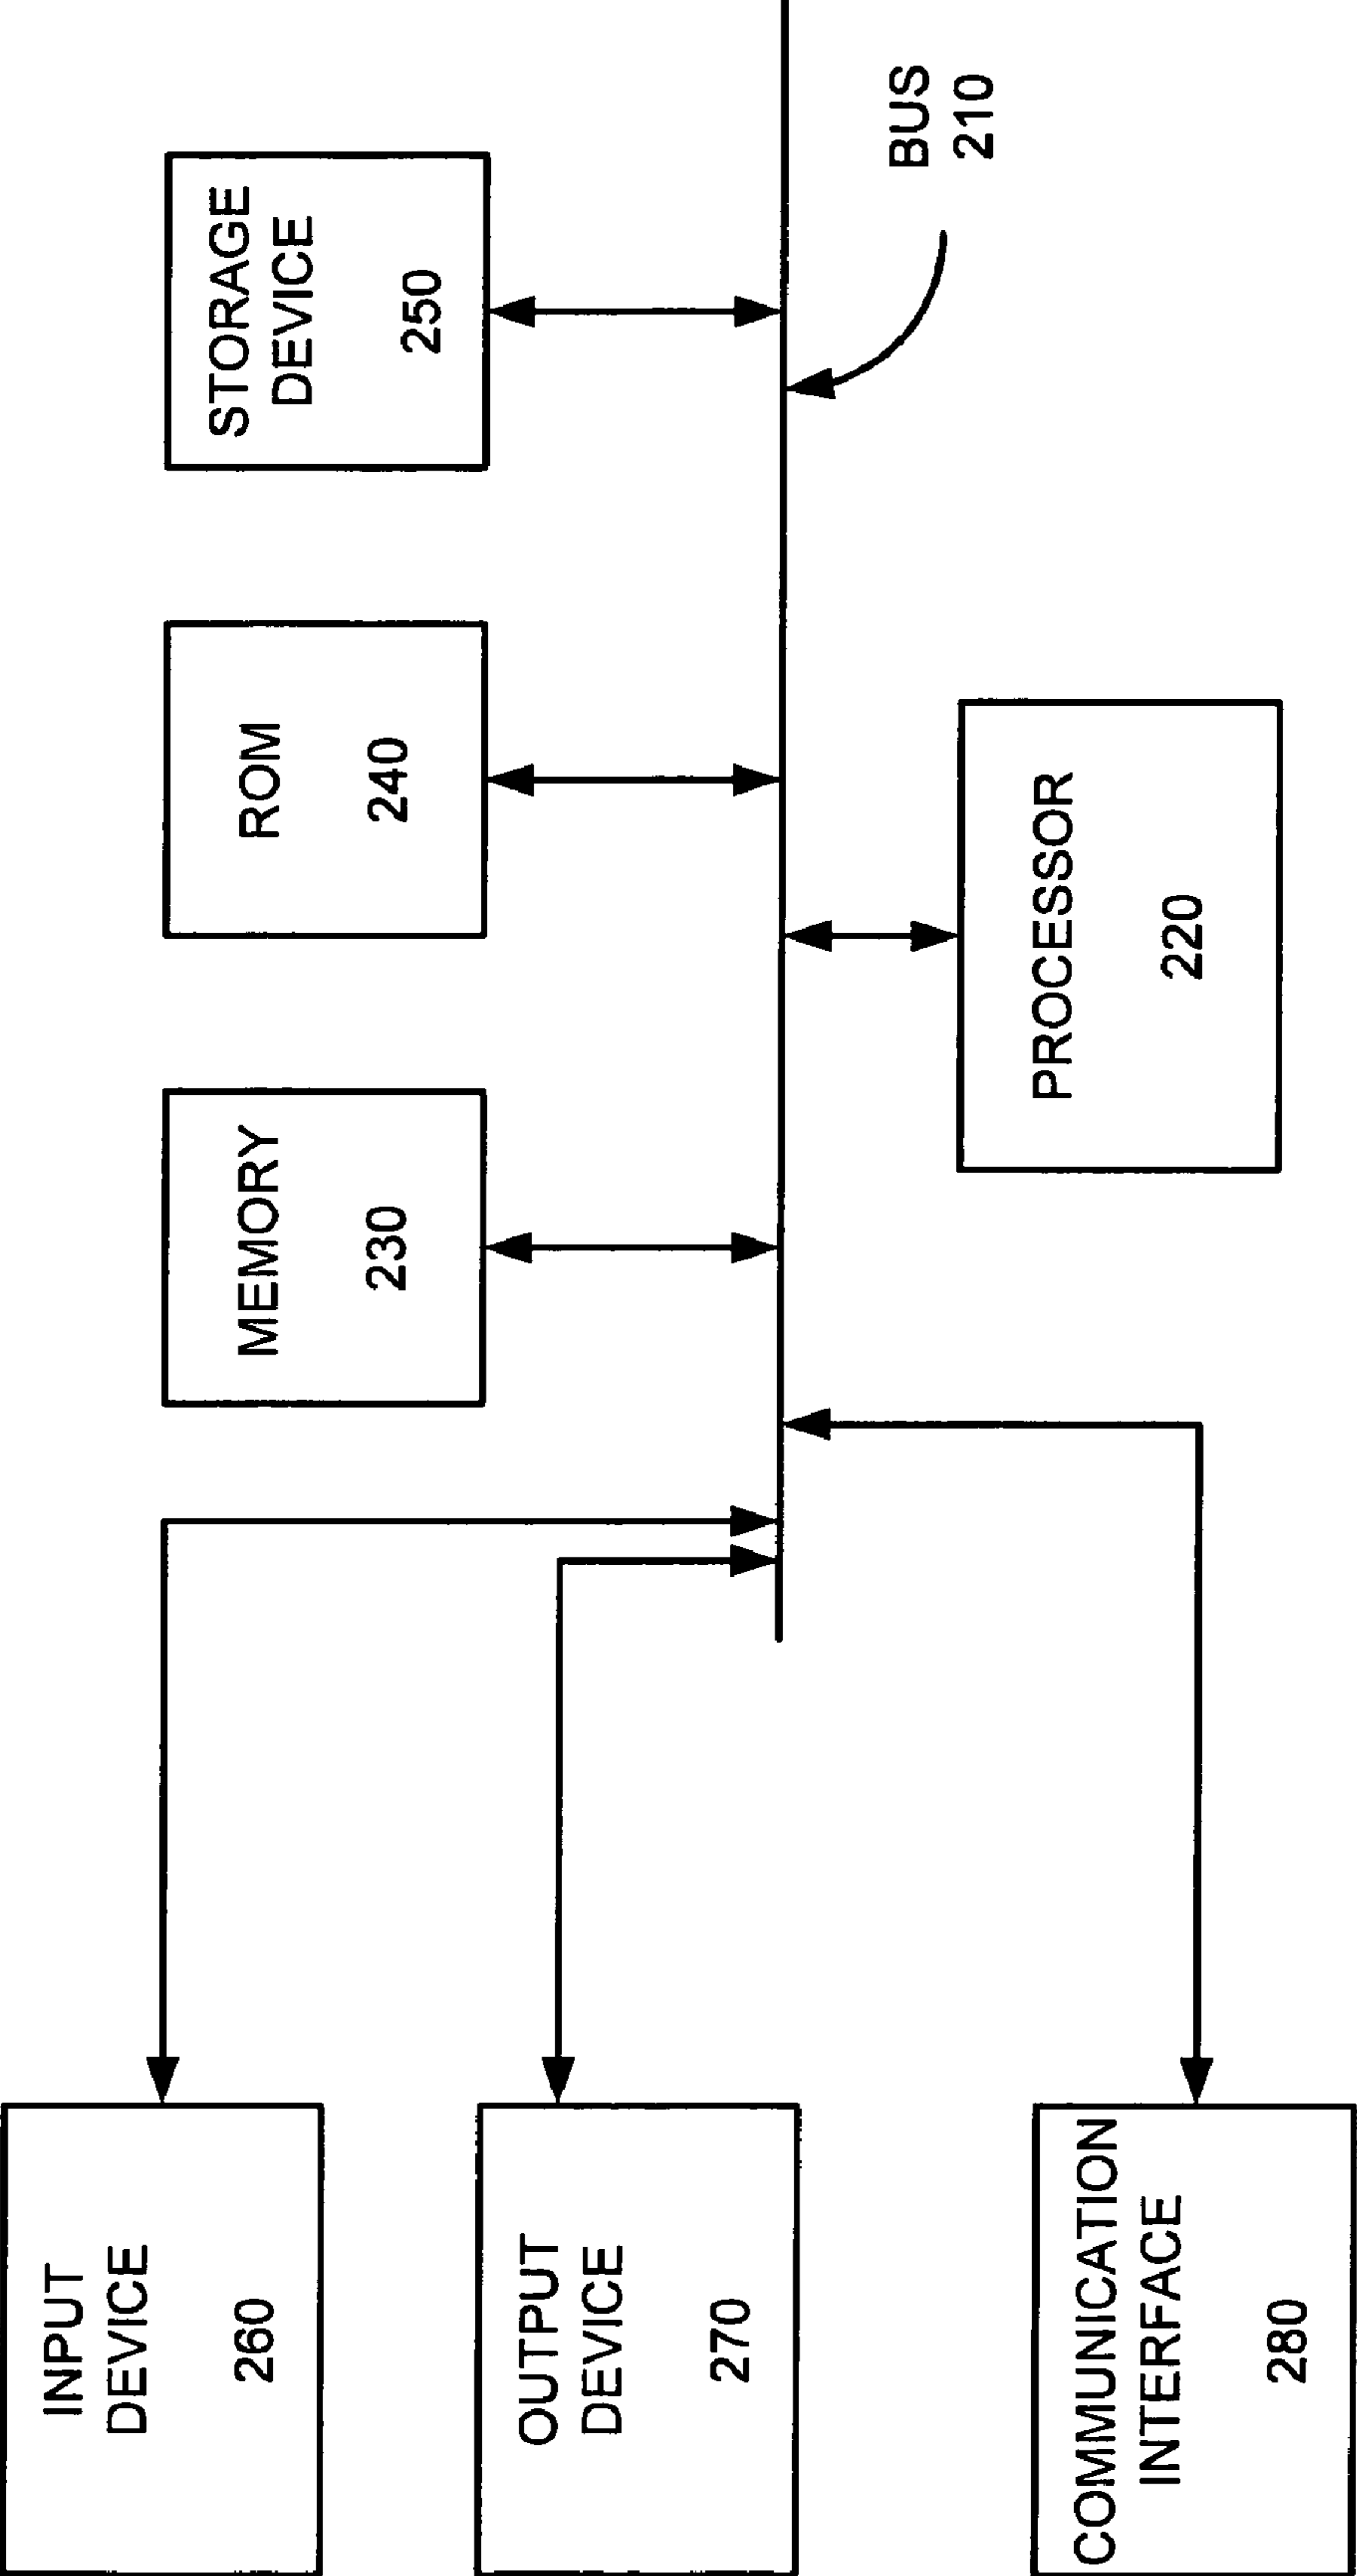 INPUT
DEVICE
260
OUTPUT
DEVICE
270
COMMUNICATION
INTERFACE
280
MEMORY
230
ROM
240
STORAGE
DEVICE
250
PROCESSOR
220
BUS
210